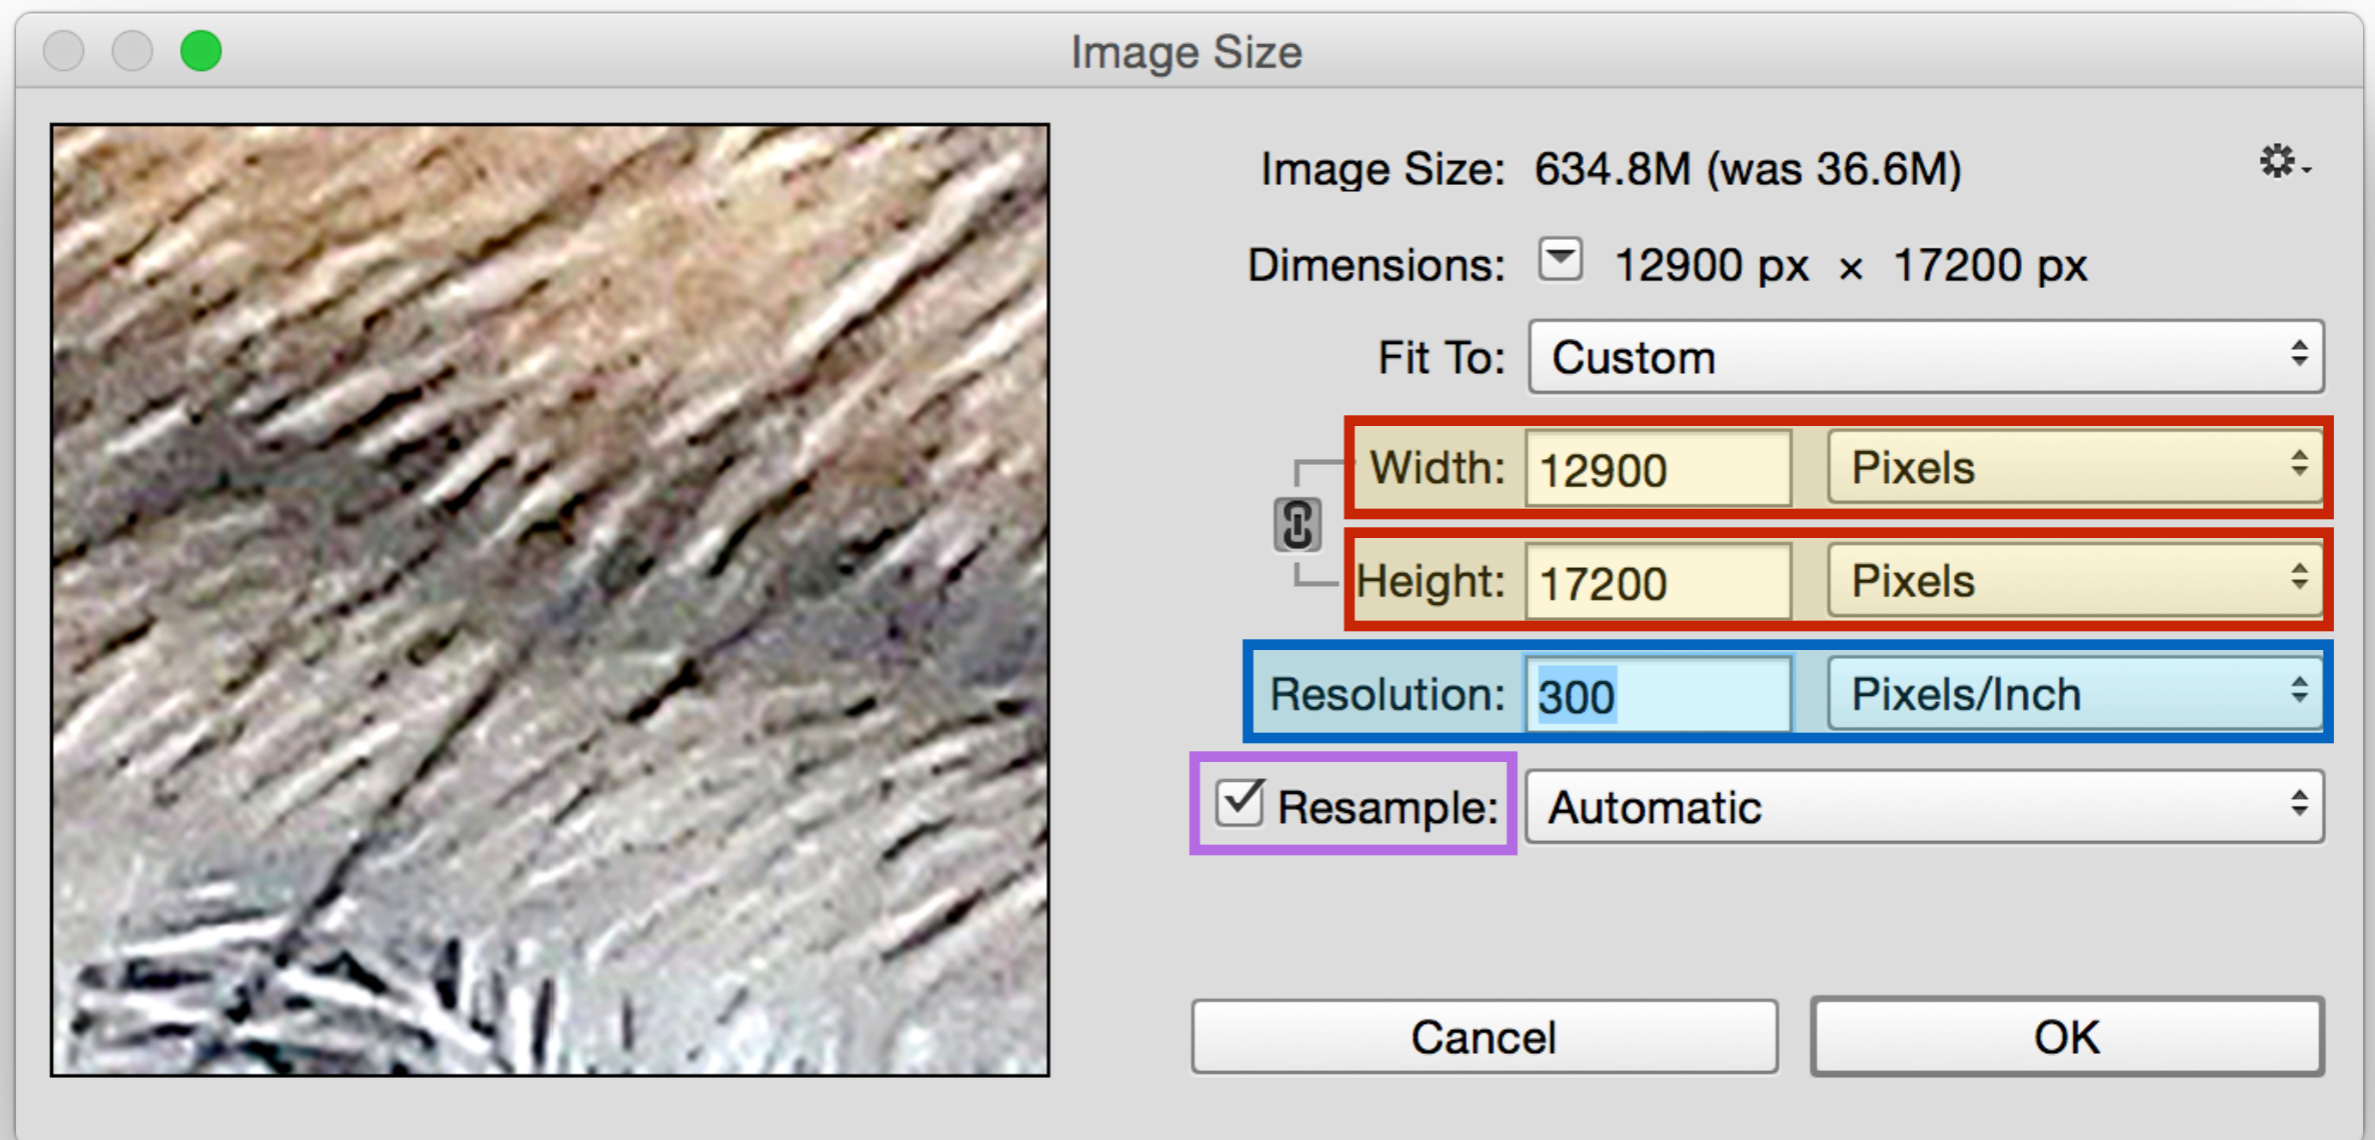 Image Size
Image Size: 634.8M (was 36.6M)
Dimensions: 12900 px × 17200 px
Fit To: Custom
Width: 12900 Pixels
Height: 17200 Pixels
Resolution: 300 Pixels/Inch
Resample: Automatic
Cancel OK